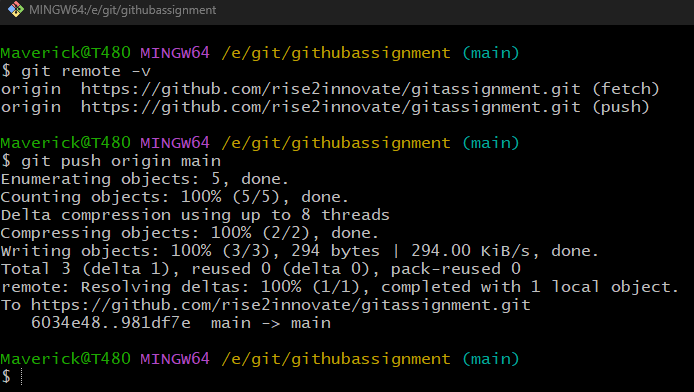 MINGW64:/e/git/githubassignment
Maverick@T480 MINGW64 /e/git/githubassignment (main)
$ git remote -v
origin  https://github.com/rise2innovate/gitassignment.git (fetch)
origin  https://github.com/rise2innovate/gitassignment.git (push)
Maverick@T480 MINGW64 /e/git/githubassignment (main)
$ git push origin main
Enumerating objects: 5, done.
Counting objects: 100% (5/5), done.
Delta compression using up to 8 threads
Compressing objects: 100% (2/2), done.
Writing objects: 100% (3/3), 294 bytes | 294.00 KiB/s, done.
Total 3 (delta 1), reused 0 (delta 0), pack-reused 0
remote: Resolving deltas: 100% (1/1), completed with 1 local object.
To https://github.com/rise2innovate/gitassignment.git
   6034e48..981df7e  main -> main
Maverick@T480 MINGW64 /e/git/githubassignment (main)
$